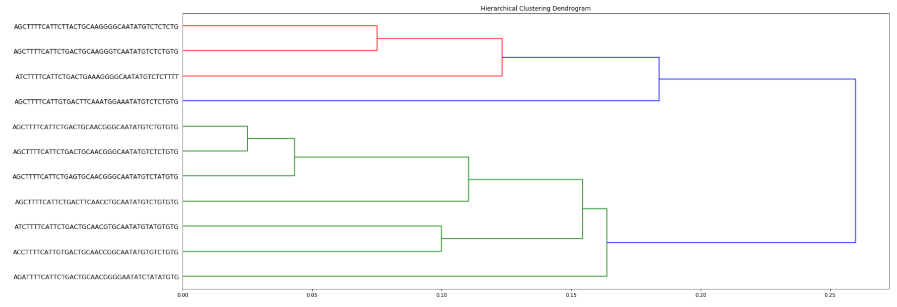 Hierarchical Clustering Dendrogram
AGCTTTTCATTCTTACTGCAAGGGGCAATATGTCTCTCTG
AGCTTTTCATTCTGACTGCAAGGGTCAATATGTCTCTGTG
ATCTTTTCATTCTGACTGAAAGGGGCAATATGTCTCTTTT
AGCTTTTCATTGTGACTTCAAATGGAAATATGTCTCTGTG
AGCTTTTCATTCTGACTGCAACGGGCAATATGTCTGTGTG
AGCTTTTCATTCTGACTGCAACGGGCAATATGTCTCTGTG
AGCTTTTCATTCTGAGTGCAACGGGCAATATGTCTATGTG
AGCTTTTCATTCTGACTTCAACCTGCAATATGTCTGTGTG
ATCTTTTCATTCTGACTGCAACGTGCAATATGTATGTGTG
ACCTTTTCATTGTGACTGCAACCGGCAATATGTGTCTGTG
AGATTTTCATTCTGACTGCAACGGGGAATATCTATATGTG
0.00 0.05 0.10 0.15 0.20 0.25